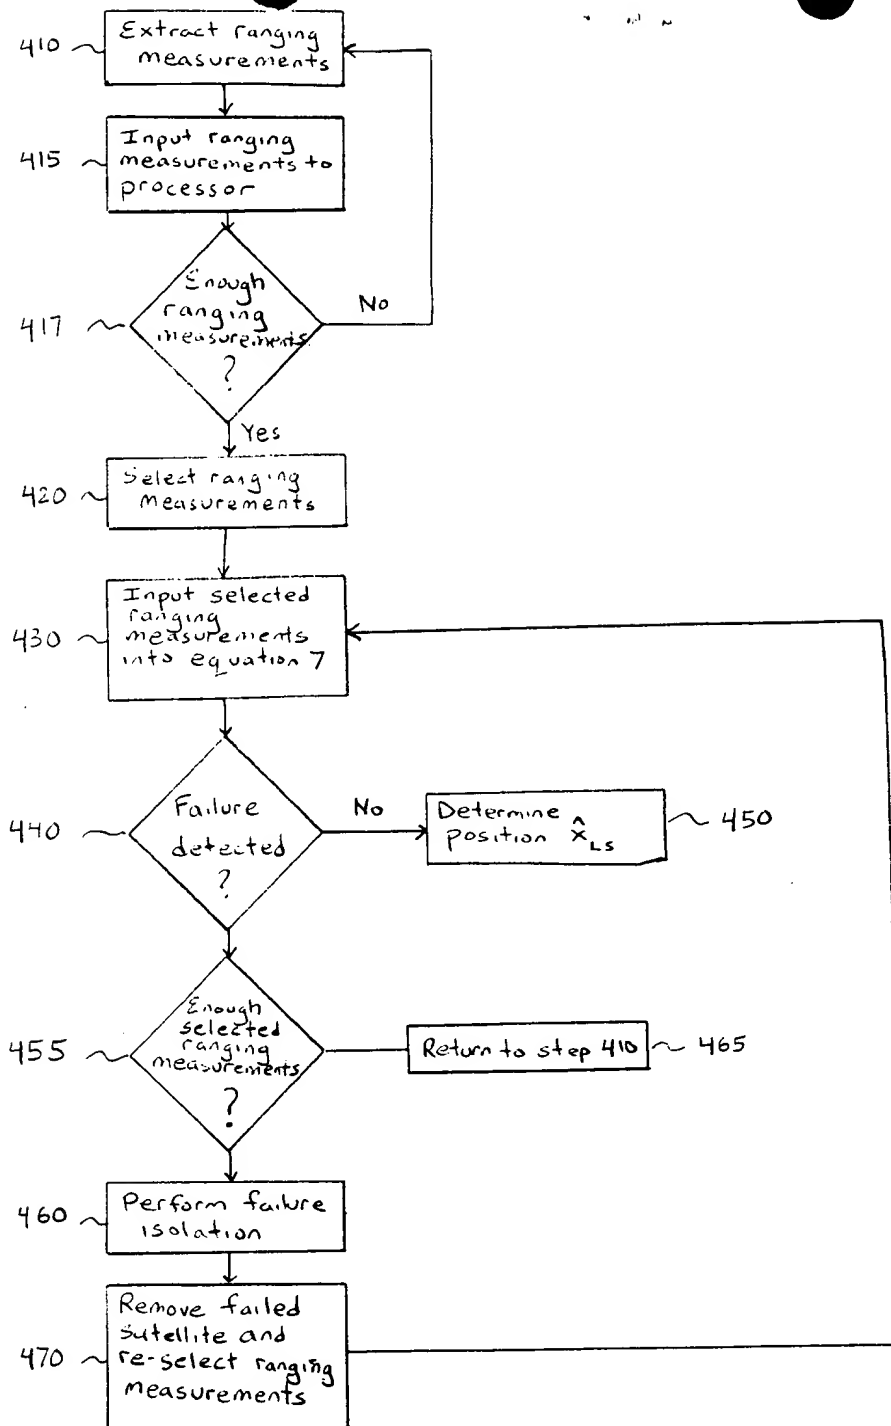 410
Extract ranging
measurements
415
Input ranging
measurements to
processor
417
Enough
ranging
measurements
?
No
Yes
420
Select ranging
measurements
430
Input selected
ranging
measurements
into equation 7
440
Failure
detected
?
No
Determine
position x̂LS
450
455
Enough
selected
ranging
measurements
?
Return to step 410
465
460
Perform failure
isolation
470
Remove failed
sutellite and
re-select ranging
measurements